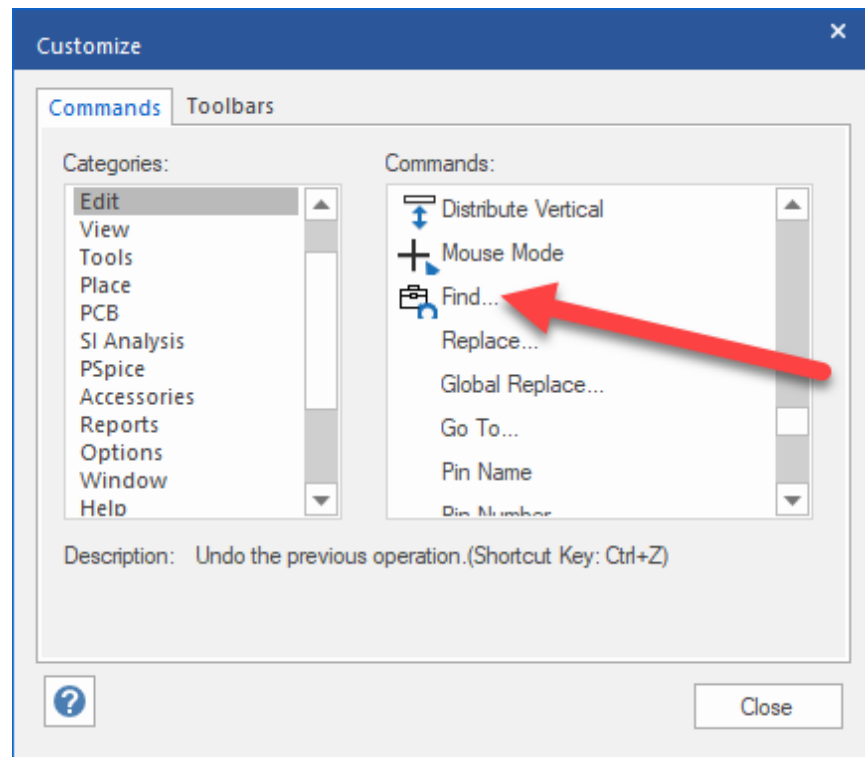 Customize
Commands Toolbars
Categories:
Edit
View
Tools
Place
PCB
SI Analysis
PSpice
Accessories
Reports
Options
Window
Help
Commands:
Distribute Vertical
Mouse Mode
Find...
Replace...
Global Replace...
Go To...
Pin Name
Pin Number
Description: Undo the previous operation.(Shortcut Key: Ctrl+Z)
?
Close